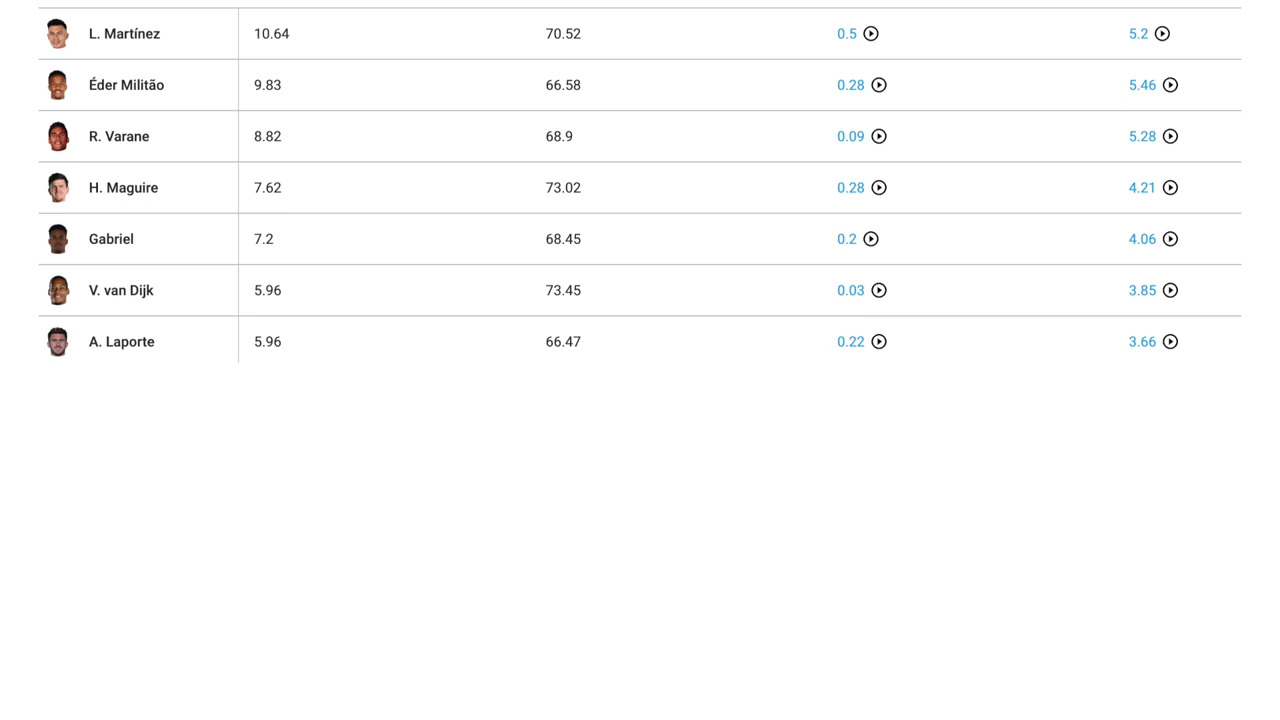 L. Martínez 10.64 70.52 0.5 5.2
Éder Militão 9.83 66.58 0.28 5.46
R. Varane 8.82 68.9 0.09 5.28
H. Maguire 7.62 73.02 0.28 4.21
Gabriel 7.2 68.45 0.2 4.06
V. van Dijk 5.96 73.45 0.03 3.85
A. Laporte 5.96 66.47 0.22 3.66